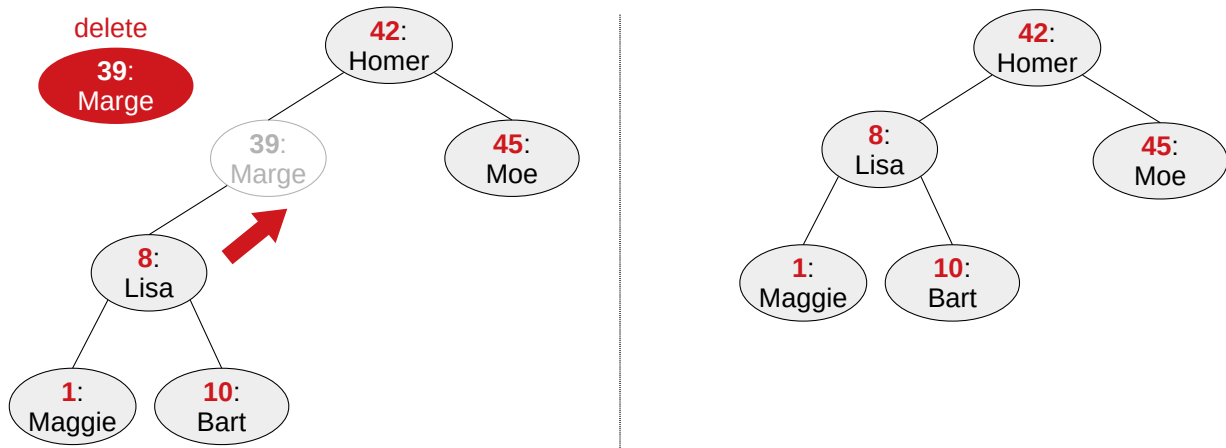 delete
39:
Marge
42:
Homer
39:
Marge
45:
Moe
8:
Lisa
1:
Maggie
10:
Bart
42:
Homer
8:
Lisa
45:
Moe
1:
Maggie
10:
Bart